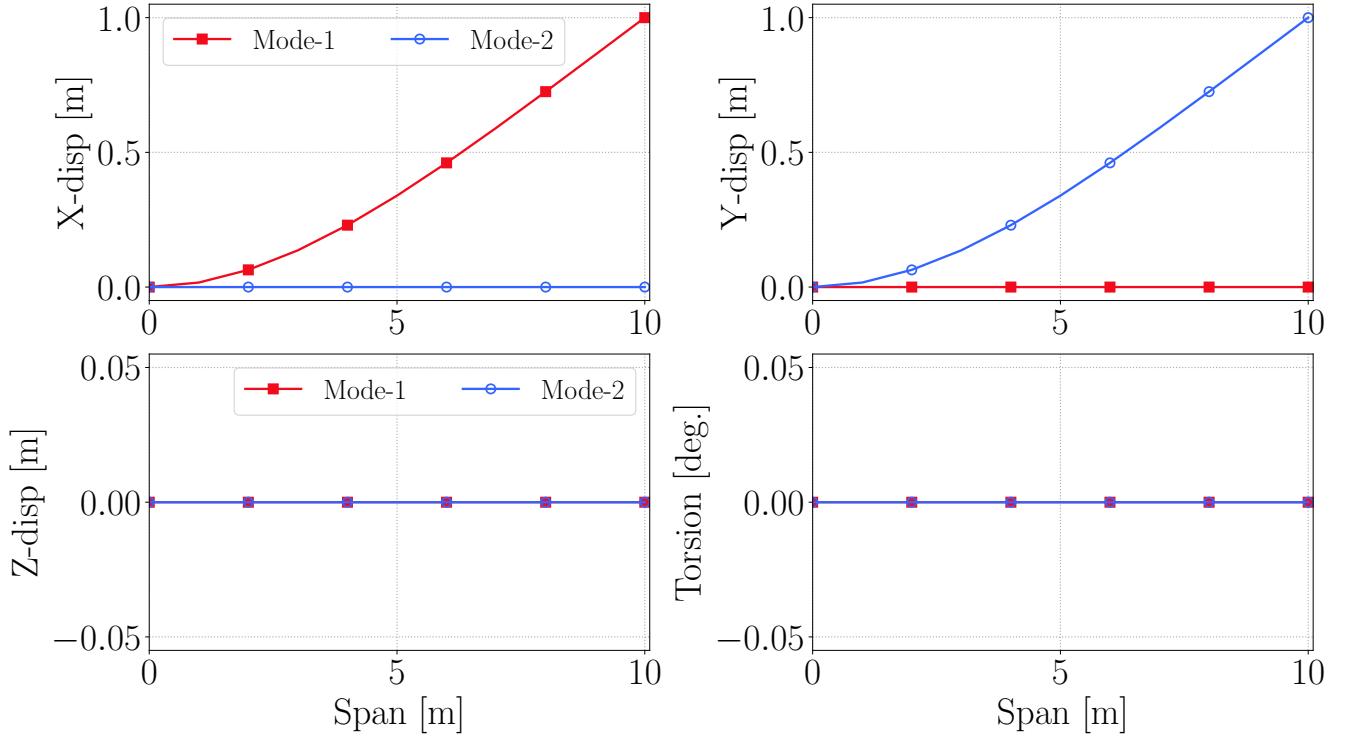 1.0
0.5
0.0
X-disp [m]
Mode-1 Mode-2
0 5 10
1.0
0.5
0.0
Y-disp [m]
0 5 10
0.05
0.00
−0.05
Z-disp [m]
Mode-1 Mode-2
0 5 10
Span [m]
0.05
0.00
−0.05
Torsion [deg.]
0 5 10
Span [m]